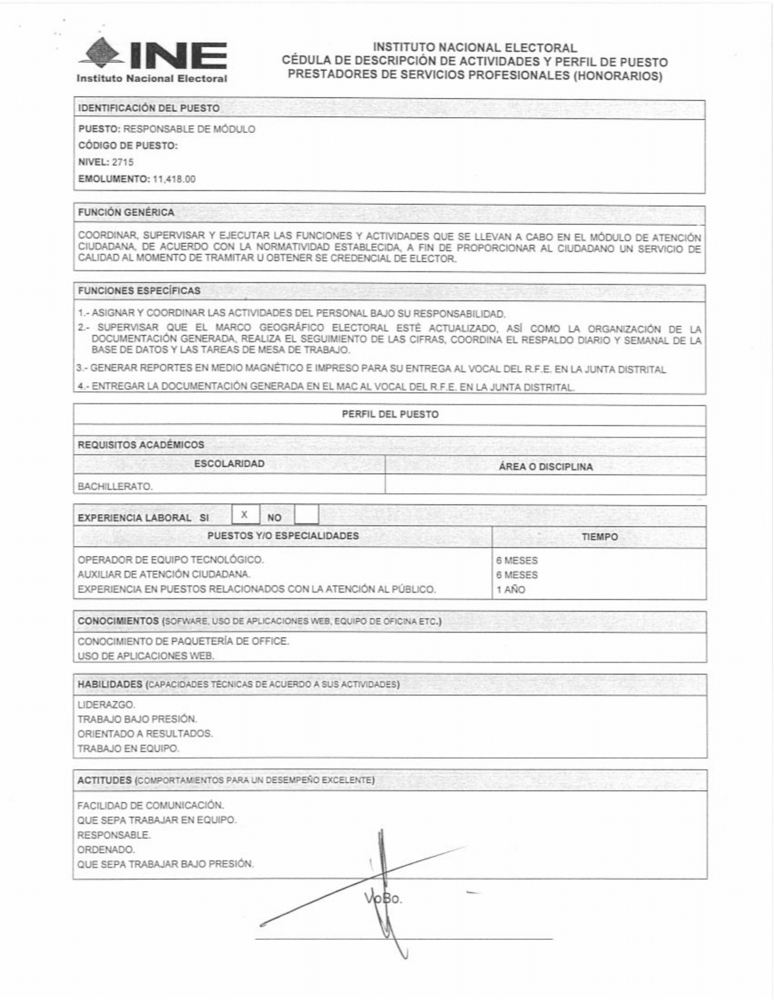 INE
Instituto Nacional Electoral
INSTITUTO NACIONAL ELECTORAL
CÉDULA DE DESCRIPCIÓN DE ACTIVIDADES Y PERFIL DE PUESTO
PRESTADORES DE SERVICIOS PROFESIONALES (HONORARIOS)
IDENTIFICACIÓN DEL PUESTO
PUESTO: RESPONSABLE DE MÓDULO
CÓDIGO DE PUESTO:
NIVEL: 2715
EMOLUMENTO: 11,418.00
FUNCIÓN GENÉRICA
COORDINAR, SUPERVISAR Y EJECUTAR LAS FUNCIONES Y ACTIVIDADES QUE SE LLEVAN A CABO EN EL MÓDULO DE ATENCIÓN
CIUDADANA, DE ACUERDO CON LA NORMATIVIDAD ESTABLECIDA, A FIN DE PROPORCIONAR AL CIUDADANO UN SERVICIO DE
CALIDAD AL MOMENTO DE TRAMITAR U OBTENER SE CREDENCIAL DE ELECTOR.
FUNCIONES ESPECÍFICAS
1.- ASIGNAR Y COORDINAR LAS ACTIVIDADES DEL PERSONAL BAJO SU RESPONSABILIDAD.
2.- SUPERVISAR QUE EL MARCO GEOGRÁFICO ELECTORAL ESTÉ ACTUALIZADO, ASÍ COMO LA ORGANIZACIÓN DE LA
DOCUMENTACIÓN GENERADA, REALIZA EL SEGUIMIENTO DE LAS CIFRAS, COORDINA EL RESPALDO DIARIO Y SEMANAL DE LA
BASE DE DATOS Y LAS TAREAS DE MESA DE TRABAJO.
3.- GENERAR REPORTES EN MEDIO MAGNÉTICO E IMPRESO PARA SU ENTREGA AL VOCAL DEL R.F.E. EN LA JUNTA DISTRITAL
4.- ENTREGAR LA DOCUMENTACIÓN GENERADA EN EL MAC AL VOCAL DEL R.F.E. EN LA JUNTA DISTRITAL.
PERFIL DEL PUESTO
REQUISITOS ACADÉMICOS
ESCOLARIDAD ÁREA O DISCIPLINA
BACHILLERATO.
EXPERIENCIA LABORAL SI X NO
PUESTOS Y/O ESPECIALIDADES TIEMPO
OPERADOR DE EQUIPO TECNOLÓGICO. 6 MESES
AUXILIAR DE ATENCIÓN CIUDADANA. 6 MESES
EXPERIENCIA EN PUESTOS RELACIONADOS CON LA ATENCIÓN AL PÚBLICO. 1 AÑO
CONOCIMIENTOS (SOFWARE, USO DE APLICACIONES WEB, EQUIPO DE OFICINA ETC.)
CONOCIMIENTO DE PAQUETERÍA DE OFFICE.
USO DE APLICACIONES WEB.
HABILIDADES (CAPACIDADES TÉCNICAS DE ACUERDO A SUS ACTIVIDADES)
LIDERAZGO.
TRABAJO BAJO PRESIÓN.
ORIENTADO A RESULTADOS.
TRABAJO EN EQUIPO.
ACTITUDES (COMPORTAMIENTOS PARA UN DESEMPEÑO EXCELENTE)
FACILIDAD DE COMUNICACIÓN.
QUE SEPA TRABAJAR EN EQUIPO.
RESPONSABLE.
ORDENADO.
QUE SEPA TRABAJAR BAJO PRESIÓN.
VoBo.